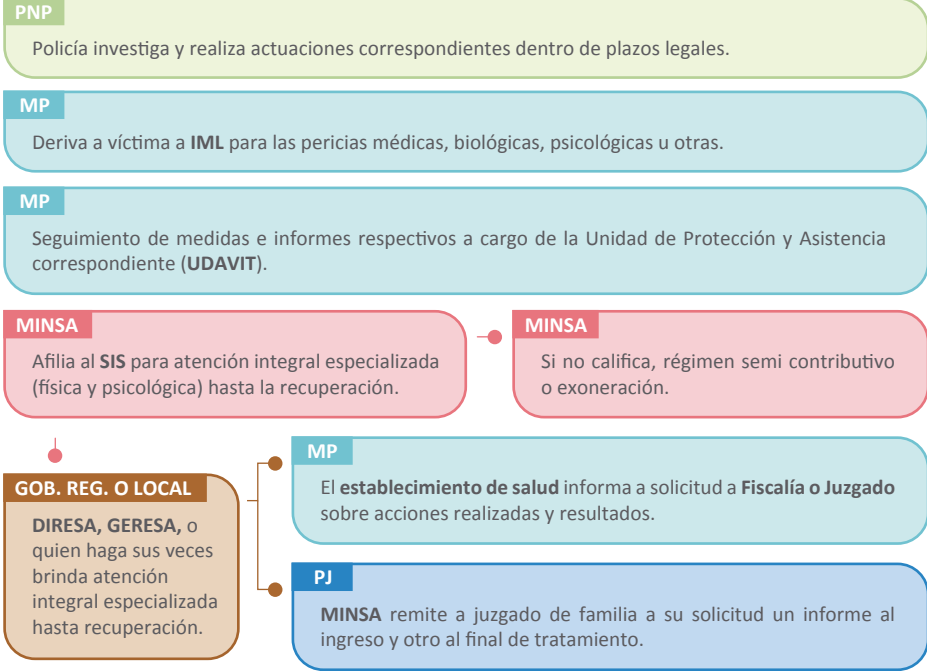 PNP
Policía investiga y realiza actuaciones correspondientes dentro de plazos legales.
MP
Deriva a víctima a IML para las pericias médicas, biológicas, psicológicas u otras.
MP
Seguimiento de medidas e informes respectivos a cargo de la Unidad de Protección y Asistencia
correspondiente (UDAVIT).
MINSA
Afilia al SIS para atención integral especializada
(física y psicológica) hasta la recuperación.
MINSA
Si no califica, régimen semi contributivo
o exoneración.
GOB. REG. O LOCAL
DIRESA, GERESA, o
quien haga sus veces
brinda atención
integral especializada
hasta recuperación.
MP
El establecimiento de salud informa a solicitud a Fiscalía o Juzgado
sobre acciones realizadas y resultados.
PJ
MINSA remite a juzgado de familia a su solicitud un informe al
ingreso y otro al final de tratamiento.